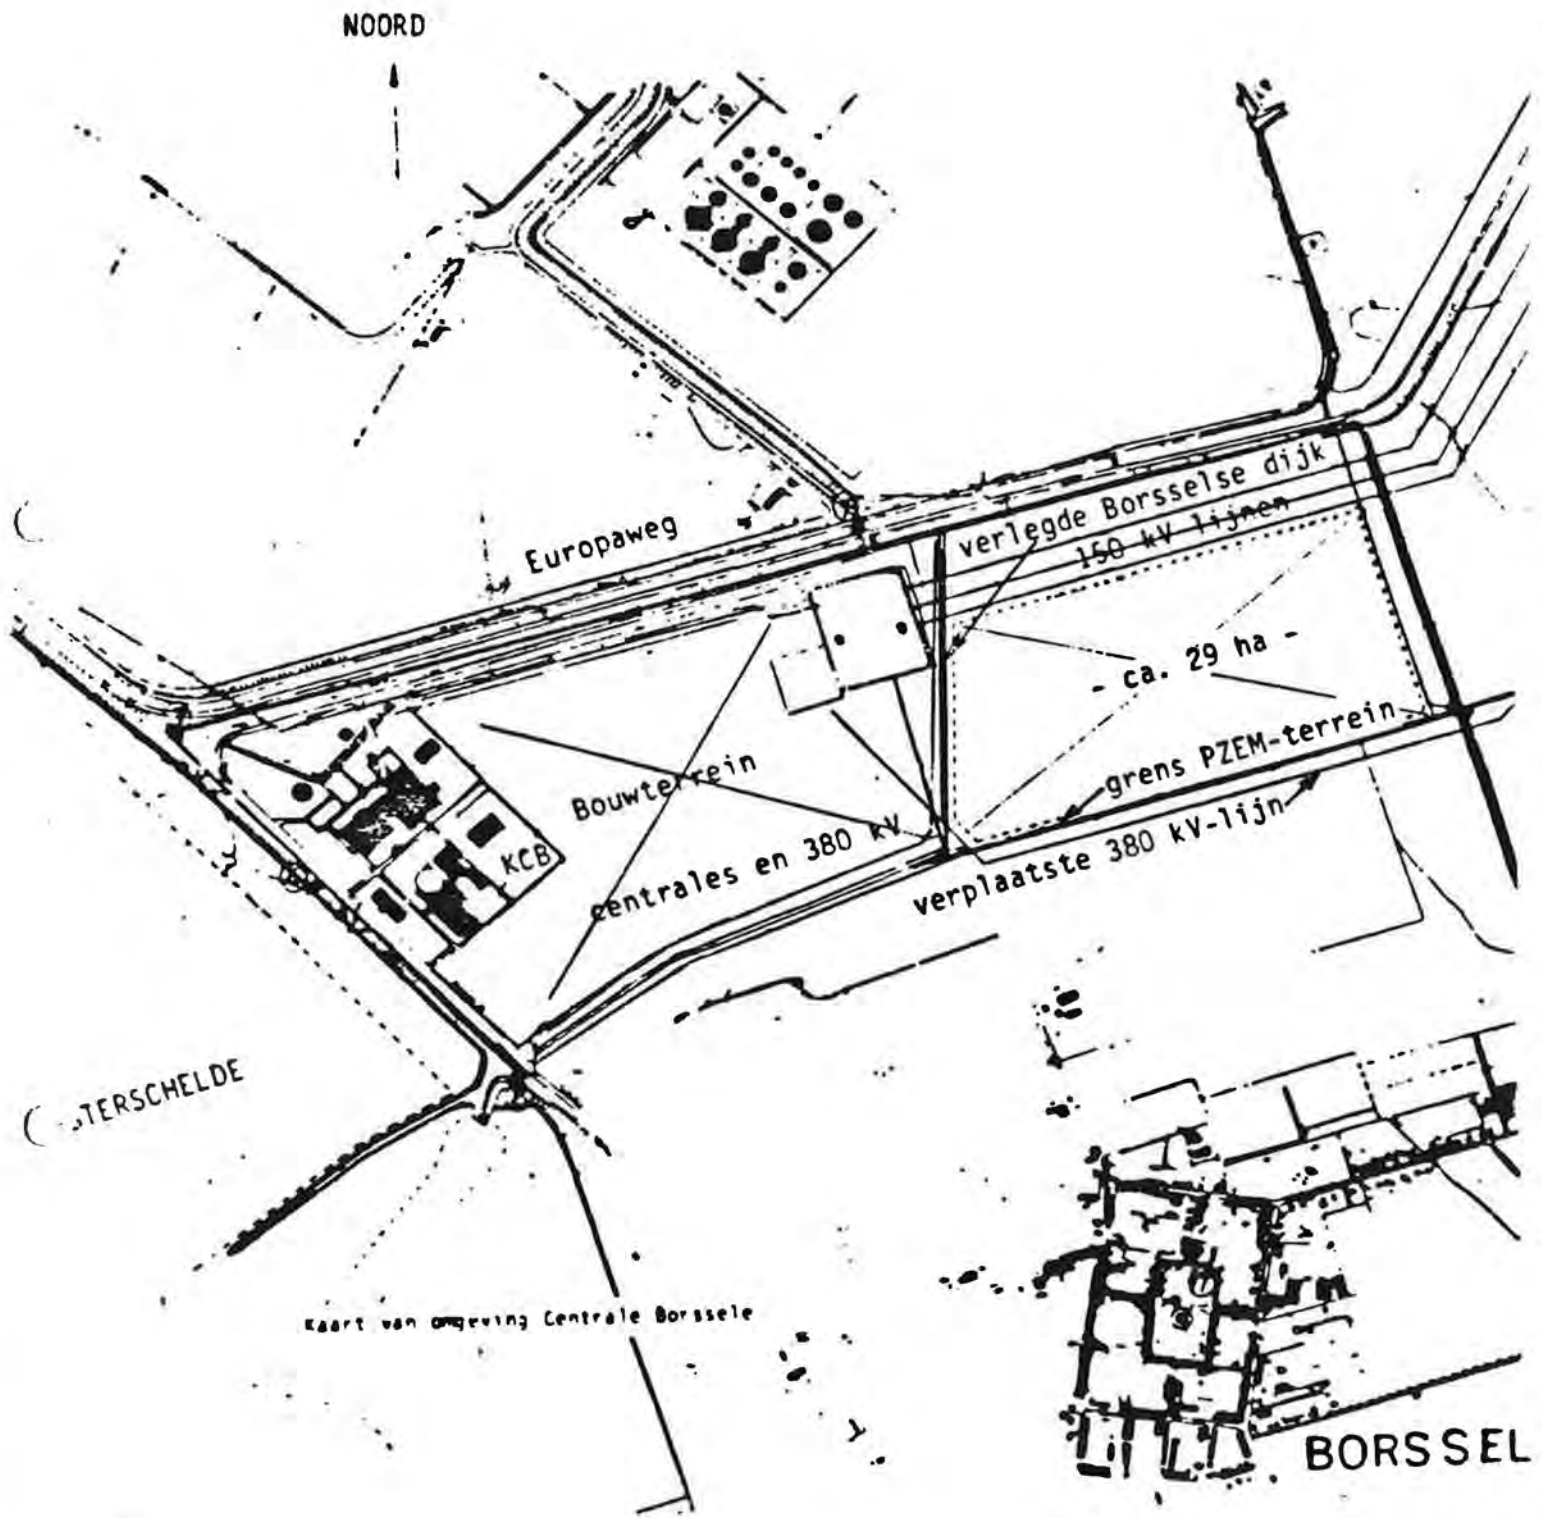 NOORD
Europaweg
verlegde Borsselse dijk
150 kV lijnen
- ca. 29 ha -
grens PZEM-terrein
verplaatste 380 kV-lijn
Bouwterrein
centrales en 380 kV
KCB
TERSCHELDE
Kaart van omgeving Centrale Borssele
BORSSEL